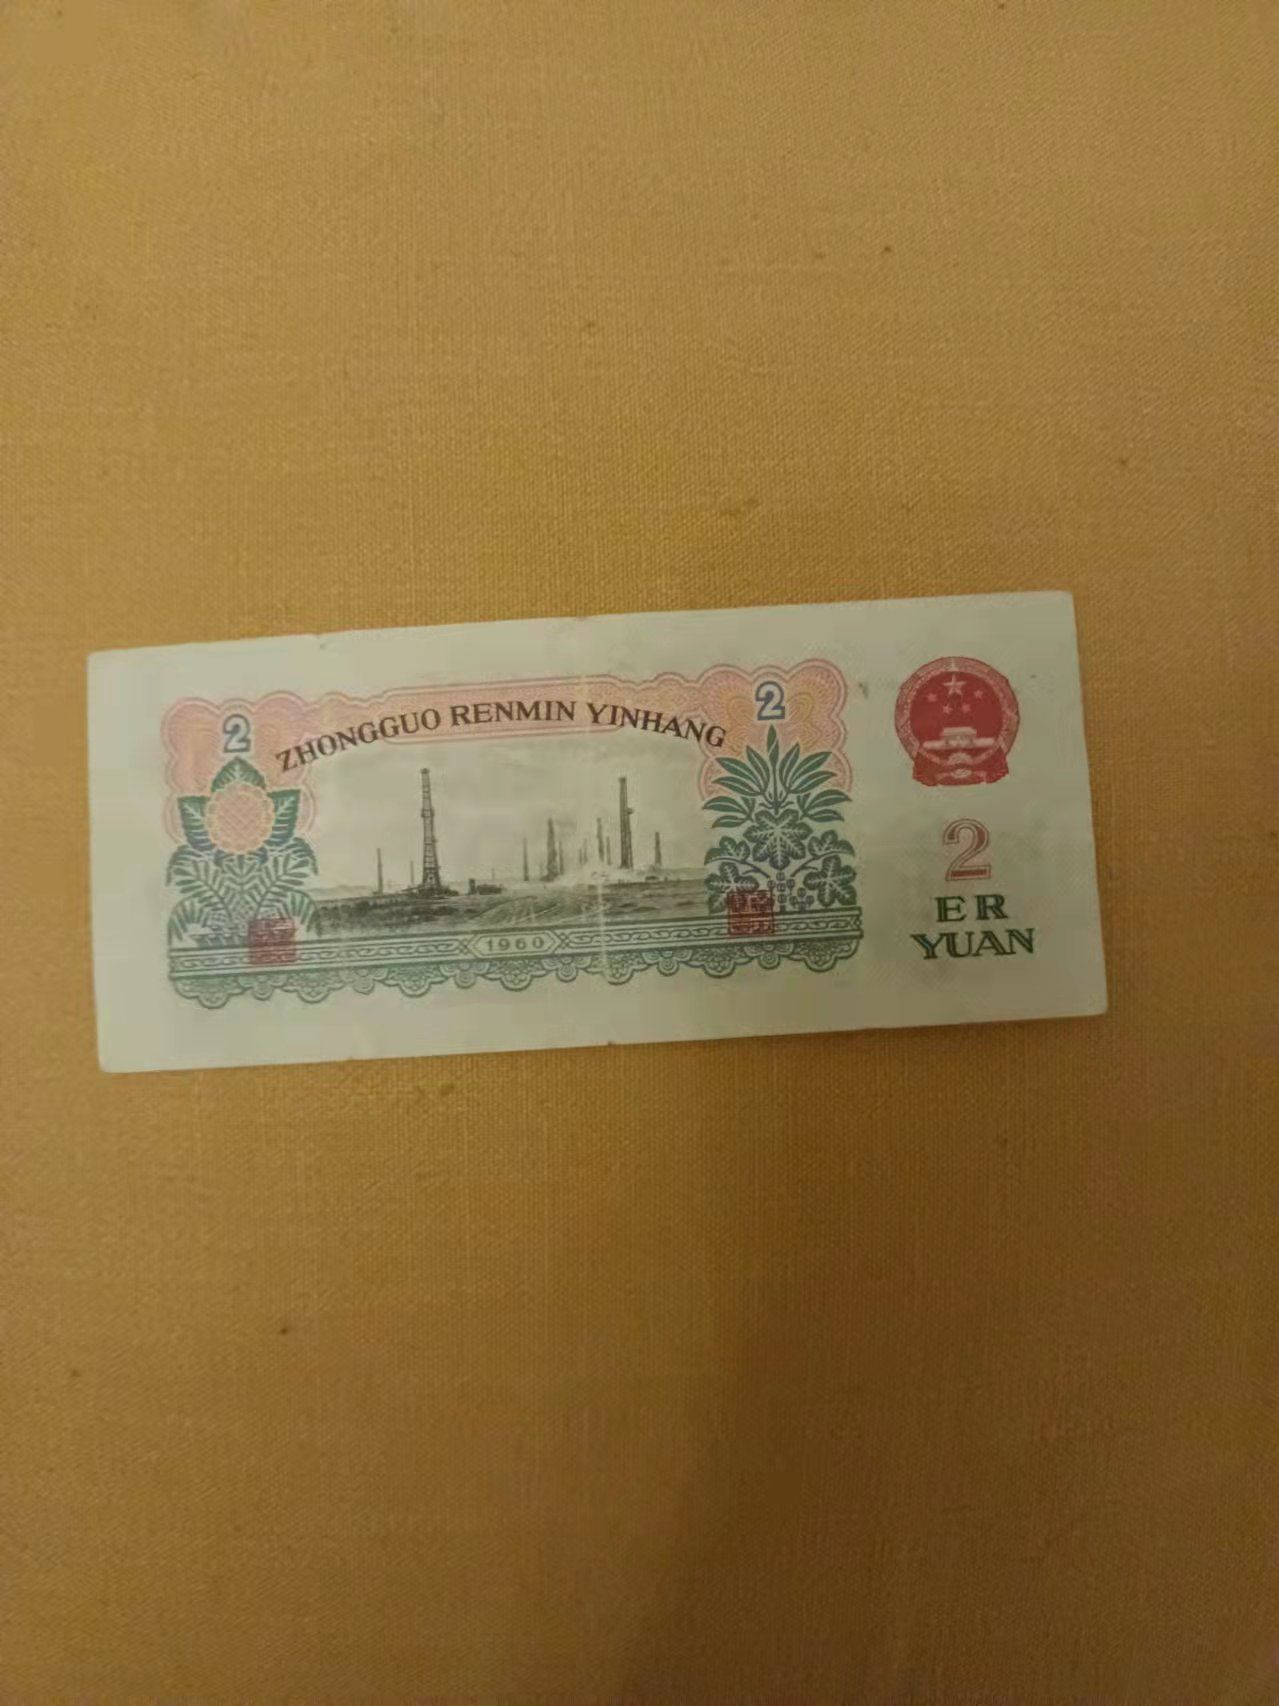 ZHONGGUO RENMIN YINHANG
2
2
1960
2
ER
YUAN